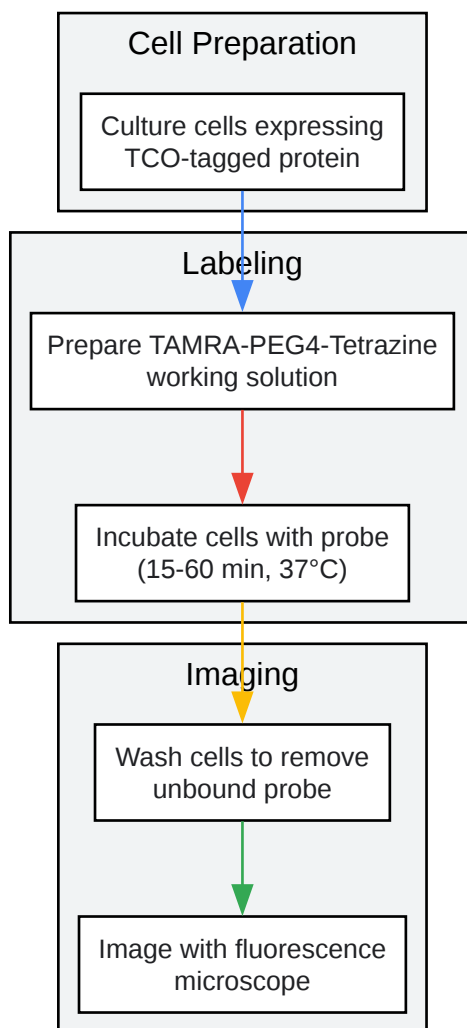 Cell Preparation
Culture cells expressing
TCO-tagged protein
Labeling
Prepare TAMRA-PEG4-Tetrazine
working solution
Incubate cells with probe
(15-60 min, 37°C)
Imaging
Wash cells to remove
unbound probe
Image with fluorescence
microscope